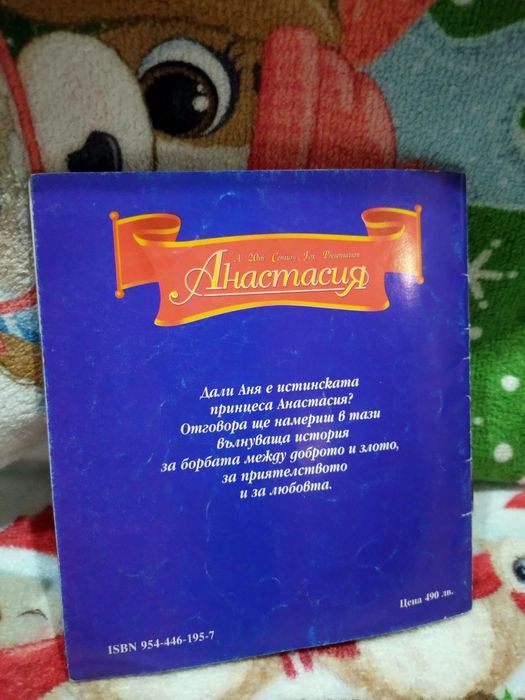 A 20th Century Fox Presentation
Анастасия
Дали Аня е истинската
принцеса Анастасия?
Отговора ще намериш в тази
вълнуваща история
за борбата между доброто и злото,
за приятелството
и за любовта.
Цена 490 лв.
ISBN 954-446-195-7